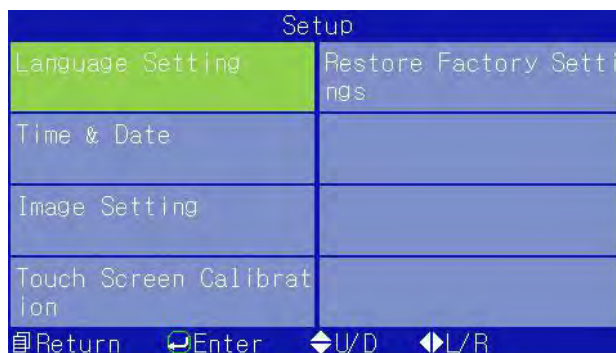 Setup
Language Setting
Restore Factory Setti
ngs
Time & Date
Image Setting
Touch Screen Calibrat
ion
Return Enter U/D L/R